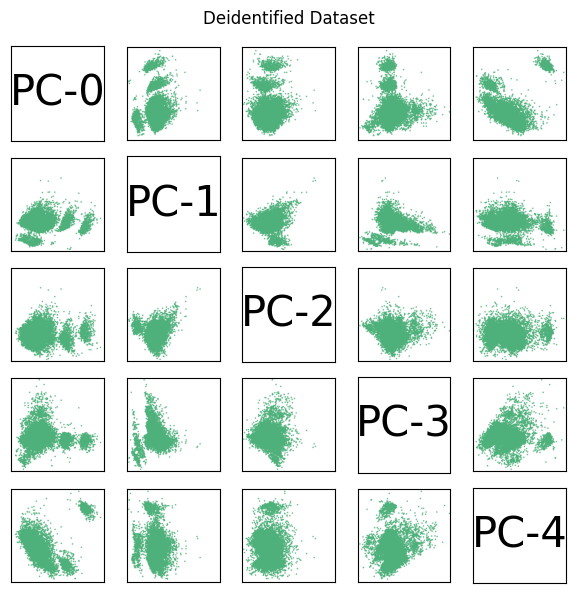 Deidentified Dataset
PC-0
PC-1
PC-2
PC-3
PC-4